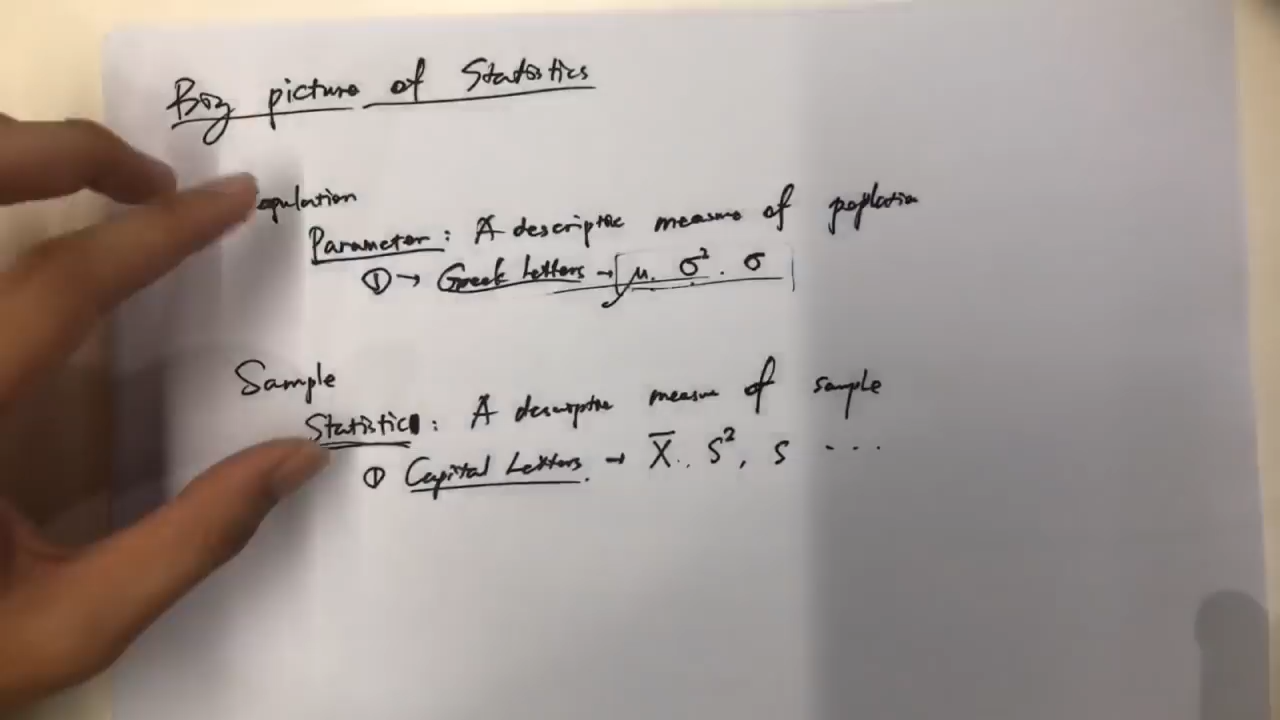 Big picture of Statistics
opulation
Parameter : A descriptive measure of population
① → Greek Letters → μ. σ². σ
Sample
Statistic : A descriptive measure of sample
① Capital Letters → X̄., S², S ...